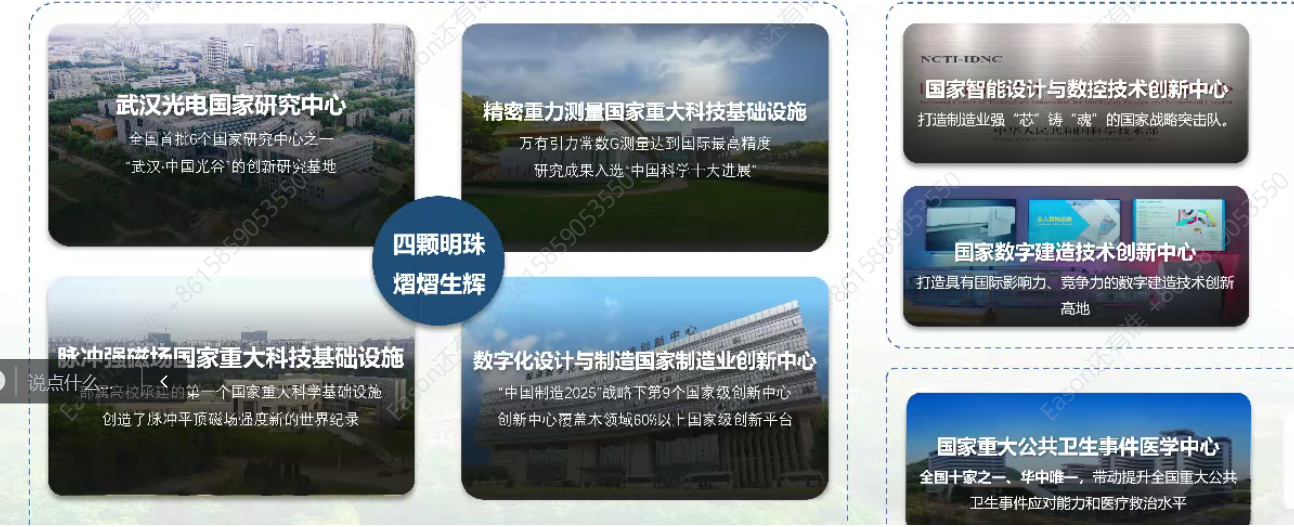 武汉光电国家研究中心
全国首批6个国家研究中心之一
“武汉·中国光谷”的创新研究基地
精密重力测量国家重大科技基础设施
万有引力常数G测量达到国际最高精度
研究成果入选“中国科学十大进展”
四颗明珠
熠熠生辉
脉冲强磁场国家重大科技基础设施
部属高校承建的第一个国家重大科学基础设施
创造了脉冲平顶磁场强度新的世界纪录
说点什么...
数字化设计与制造国家制造业创新中心
“中国制造2025”战略下第9个国家级创新中心
创新中心覆盖本领域60%以上国家级创新平台
NCTI-IDNC
国家智能设计与数控技术创新中心
打造制造业强“芯”铸“魂”的国家战略突击队。
中华人民共和国科学技术部
国家数字建造技术创新中心
打造具有国际影响力、竞争力的数字建造技术创新
高地
国家重大公共卫生事件医学中心
全国十家之一、华中唯一，带动提升全国重大公共
卫生事件应对能力和医疗救治水平
Eason还有催 +8615859053550